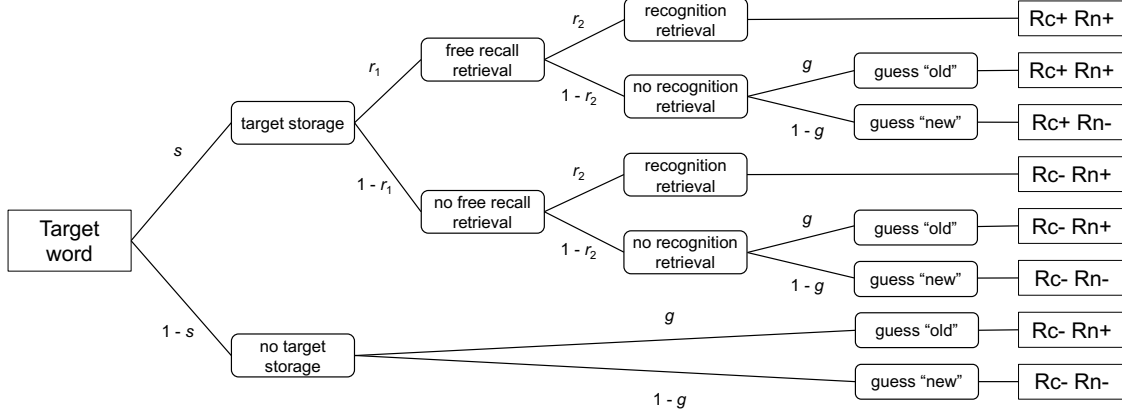 recognition
retrieval
Rc+ Rn+
r2
free recall
retrieval
r1
g
guess "old"
Rc+ Rn+
1 - r2
no recognition
retrieval
target storage
1 - g
guess "new"
Rc+ Rn-
s
1 - r1
r2
recognition
retrieval
Rc- Rn+
no free recall
retrieval
g
guess "old"
Rc- Rn+
Target
word
1 - r2
no recognition
retrieval
1 - g
guess "new"
Rc- Rn-
1 - s
g
guess "old"
Rc- Rn+
no target
storage
1 - g
guess "new"
Rc- Rn-